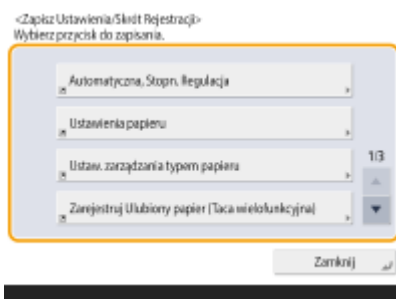 <Zapisz Ustawienia/Skrót Rejestracji>
Wybierz przycisk do zapisania.
Automatyczna, Stopn. Regulacja
Ustawienia papieru
1/3
Ustaw. zarządzania typem papieru
Zarejestruj Ulubiony papier (Taca wielofunkcyjna)
Zamknij